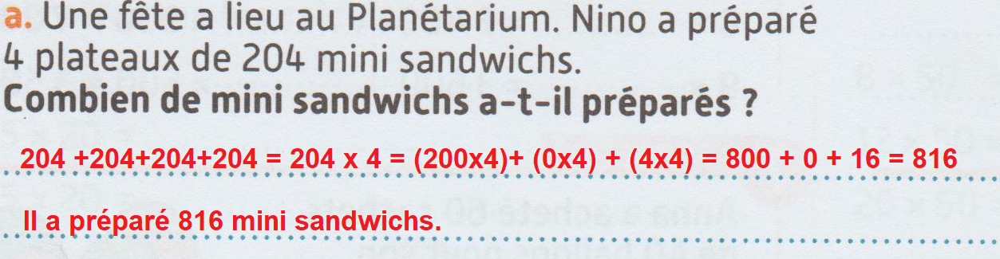 a. Une fête a lieu au Planétarium. Nino a préparé
4 plateaux de 204 mini sandwichs.
Combien de mini sandwichs a-t-il préparés ?
204 +204+204+204 = 204 x 4 = (200x4)+ (0x4) + (4x4) = 800 + 0 + 16 = 816
Il a préparé 816 mini sandwichs.